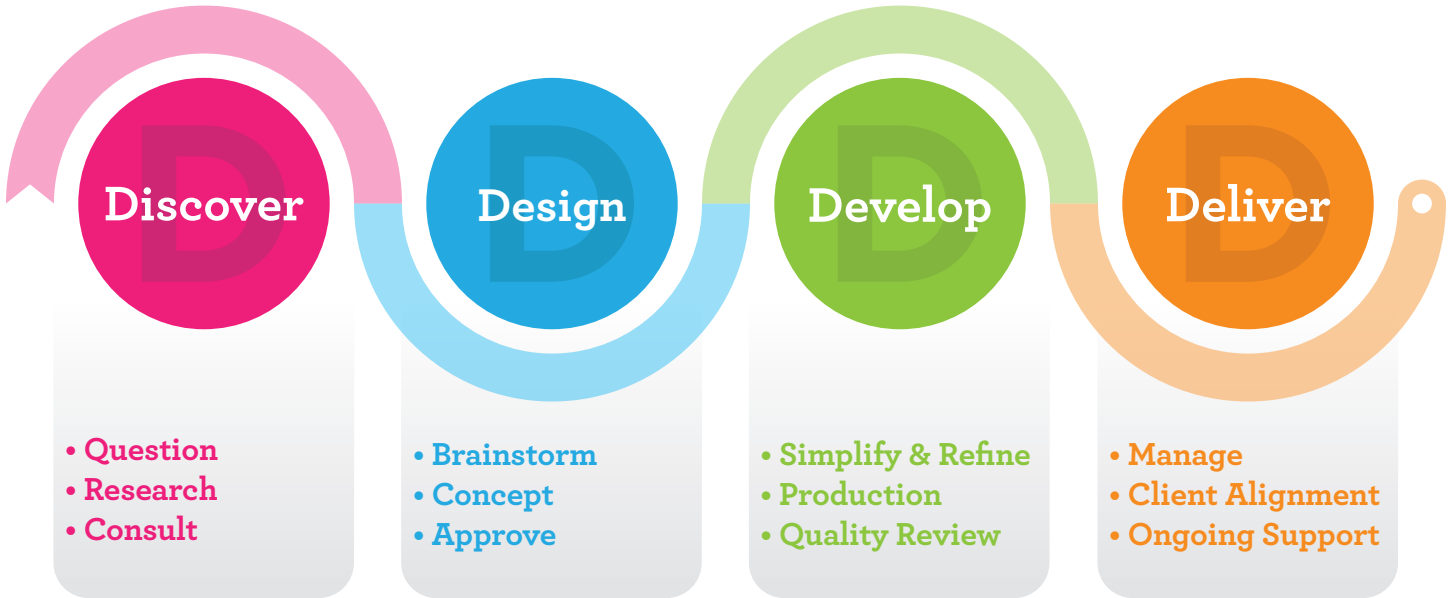 D
Discover
D
Design
D
Develop
D
Deliver
• Question
• Research
• Consult
• Brainstorm
• Concept
• Approve
• Simplify & Refine
• Production
• Quality Review
• Manage
• Client Alignment
• Ongoing Support